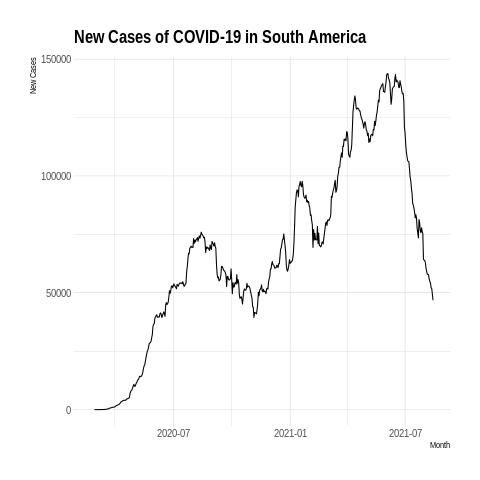 New Cases of COVID-19 in South America
New Cases
150000
100000
50000
0
2020-07
2021-01
2021-07
Month